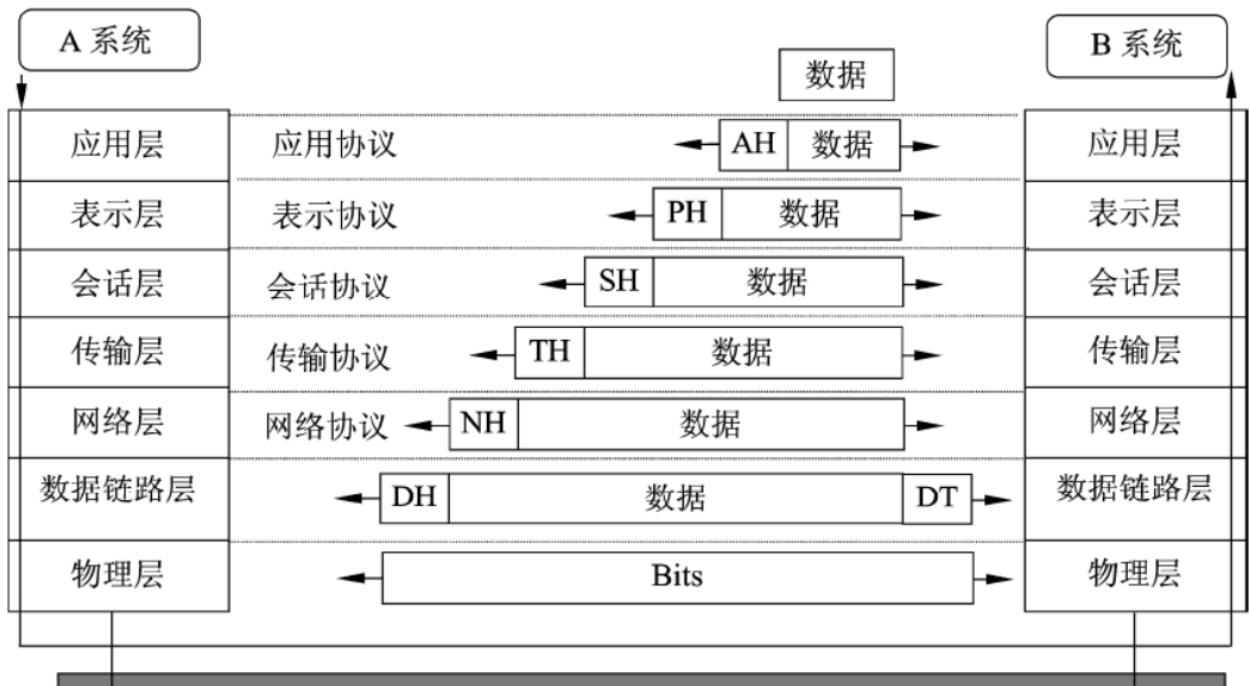 A 系统
B 系统
数据
应用层 应用协议 AH 数据 应用层
表示层 表示协议 PH 数据 表示层
会话层 会话协议 SH 数据 会话层
传输层 传输协议 TH 数据 传输层
网络层 网络协议 NH 数据 网络层
数据链路层 DH 数据 DT 数据链路层
物理层 Bits 物理层